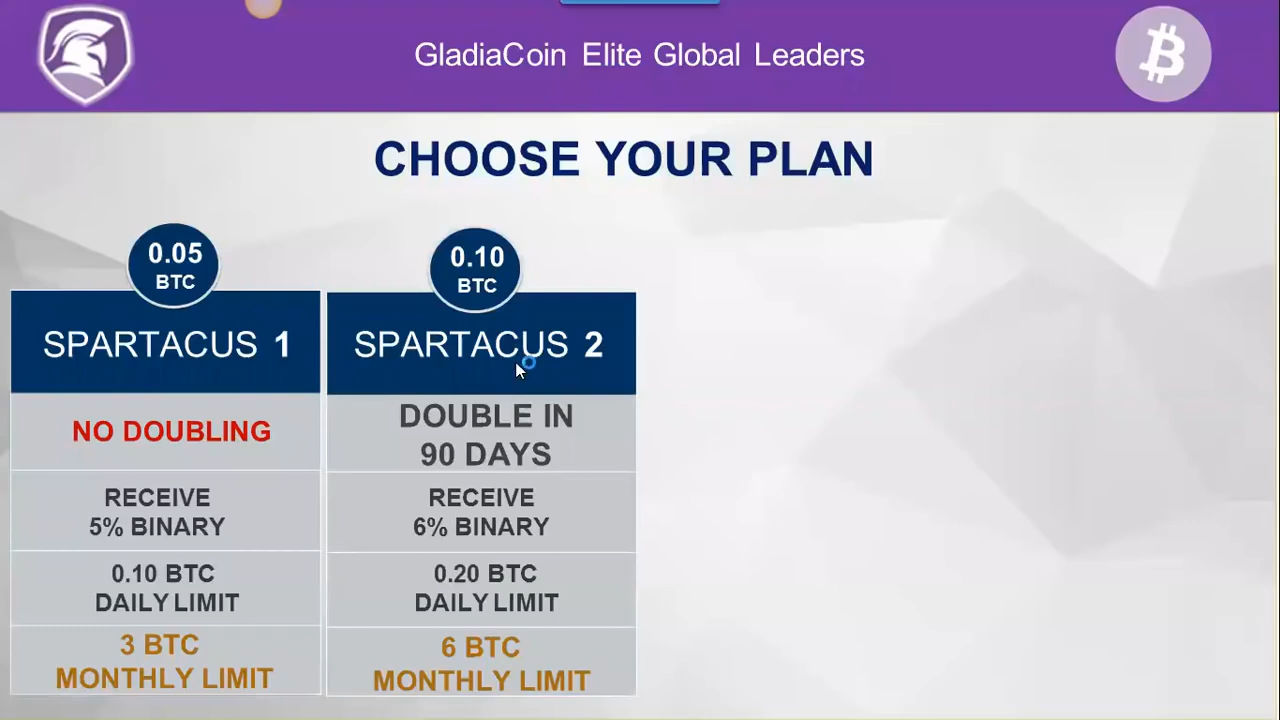 GladiaCoin Elite Global Leaders
CHOOSE YOUR PLAN
0.05
BTC
SPARTACUS 1
NO DOUBLING
RECEIVE
5% BINARY
0.10 BTC
DAILY LIMIT
3 BTC
MONTHLY LIMIT
0.10
BTC
SPARTACUS 2
DOUBLE IN
90 DAYS
RECEIVE
6% BINARY
0.20 BTC
DAILY LIMIT
6 BTC
MONTHLY LIMIT